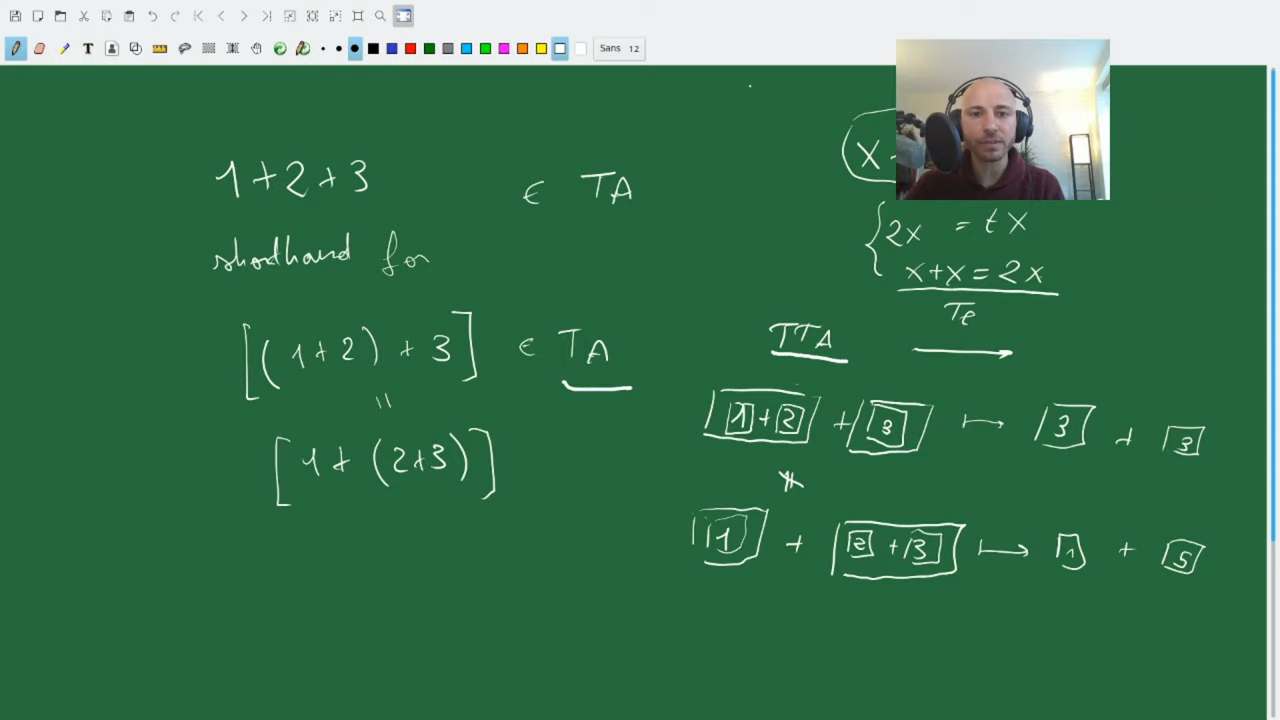 Sans 12
1+2+3 ∈ TA
shorthand for
[(1+2)+3] ∈ TA
=
[1+(2+3)]
x
2x = tx
x+x = 2x
TTA
1+2 + 3 ↦ 3 + 3
≠
1 + 2+3 ↦ 1 + 5